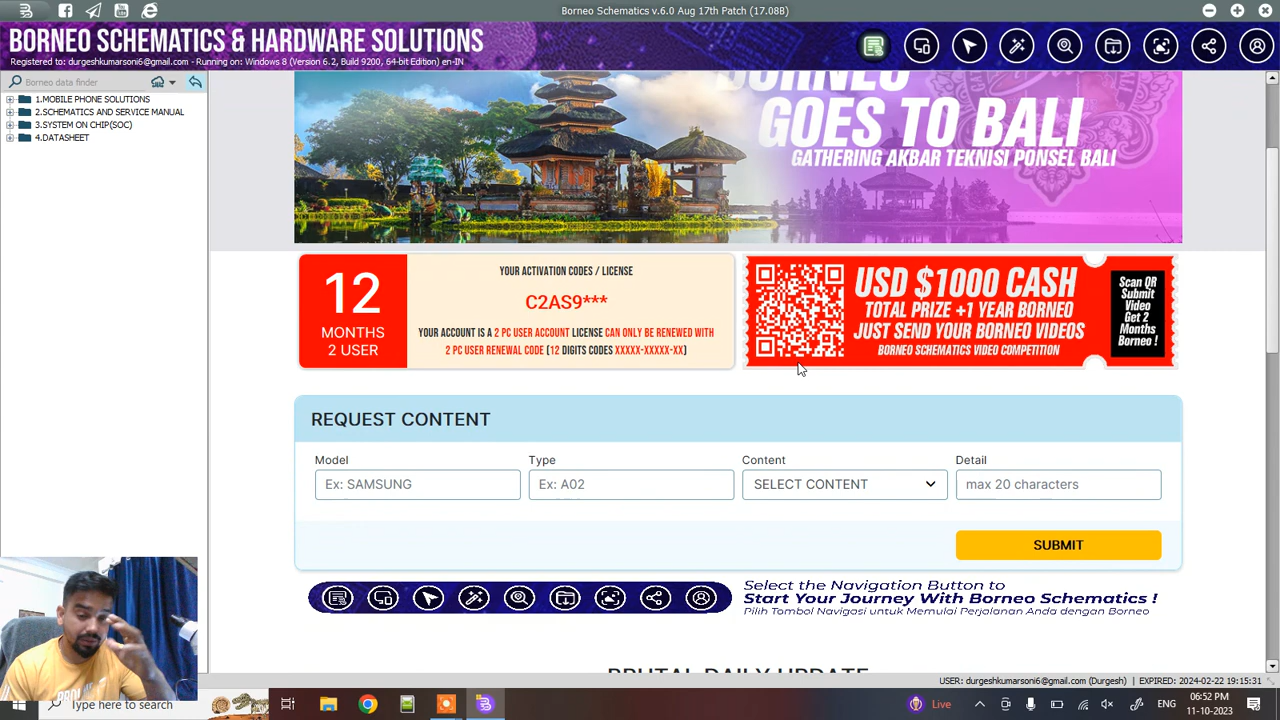 Borneo Schematics v.6.0 Aug 17th Patch (17.08B)
BORNEO SCHEMATICS & HARDWARE SOLUTIONS
Registered to: durgeshkumarsoni6@gmail.com - Running on: Windows 8 (Version 6.2, Build 9200, 64-bit Edition) en-IN
Borneo data finder
1.MOBILE PHONE SOLUTIONS
2.SCHEMATICS AND SERVICE MANUAL
3.SYSTEM ON CHIP(SOC)
4.DATASHEET
BORNEO
GOES TO BALI
GATHERING AKBAR TEKNISI PONSEL BALI
12
MONTHS
2 USER
YOUR ACTIVATION CODES / LICENSE
C2AS9***
YOUR ACCOUNT IS A 2 PC USER ACCOUNT LICENSE CAN ONLY BE RENEWED WITH
2 PC USER RENEWAL CODE (12 DIGITS CODES XXXXX-XXXXX-XX)
USD $1000 CASH
TOTAL PRIZE +1 YEAR BORNEO
JUST SEND YOUR BORNEO VIDEOS
BORNEO SCHEMATICS VIDEO COMPETITION
Scan QR
Submit
Video
Get 2
Months
Borneo !
REQUEST CONTENT
Model Type Content Detail
Ex: SAMSUNG Ex: A02 SELECT CONTENT max 20 characters
SUBMIT
Select the Navigation Button to
Start Your Journey With Borneo Schematics !
Pilih Tombol Navigasi untuk Memulai Perjalanan Anda dengan Borneo
BRUTAL DAILY UPDATE
USER: durgeshkumarsoni6@gmail.com (Durgesh) | EXPIRED: 2024-02-22 19:15:31
Type here to search
Live
ENG
06:52 PM
11-10-2023